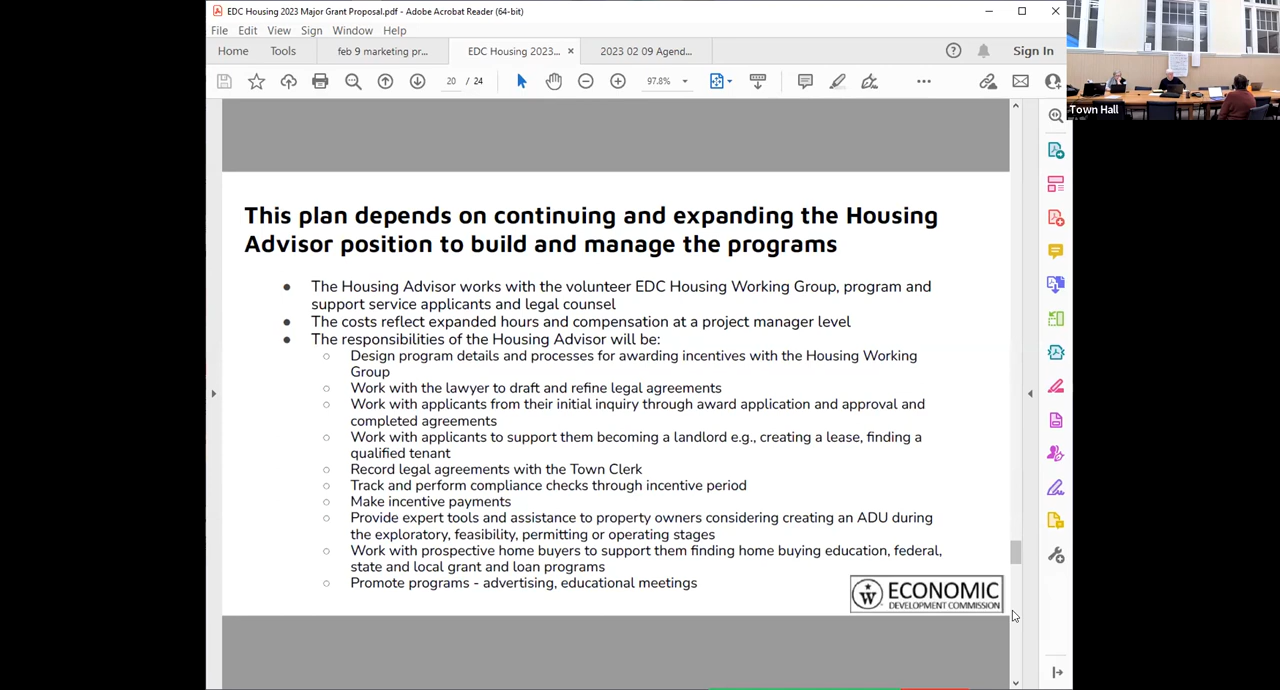 EDC Housing 2023 Major Grant Proposal.pdf - Adobe Acrobat Reader (64-bit)
File Edit View Sign Window Help
Home Tools feb 9 marketing pr... EDC Housing 2023... × 2023 02 09 Agend... Sign In
20 / 24 97.8%
Town Hall
This plan depends on continuing and expanding the Housing
Advisor position to build and manage the programs
● The Housing Advisor works with the volunteer EDC Housing Working Group, program and
support service applicants and legal counsel
● The costs reflect expanded hours and compensation at a project manager level
● The responsibilities of the Housing Advisor will be:
○ Design program details and processes for awarding incentives with the Housing Working
Group
○ Work with the lawyer to draft and refine legal agreements
○ Work with applicants from their initial inquiry through award application and approval and
completed agreements
○ Work with applicants to support them becoming a landlord e.g., creating a lease, finding a
qualified tenant
○ Record legal agreements with the Town Clerk
○ Track and perform compliance checks through incentive period
○ Make incentive payments
○ Provide expert tools and assistance to property owners considering creating an ADU during
the exploratory, feasibility, permitting or operating stages
○ Work with prospective home buyers to support them finding home buying education, federal,
state and local grant and loan programs
○ Promote programs - advertising, educational meetings
W ECONOMIC
DEVELOPMENT COMMISSION